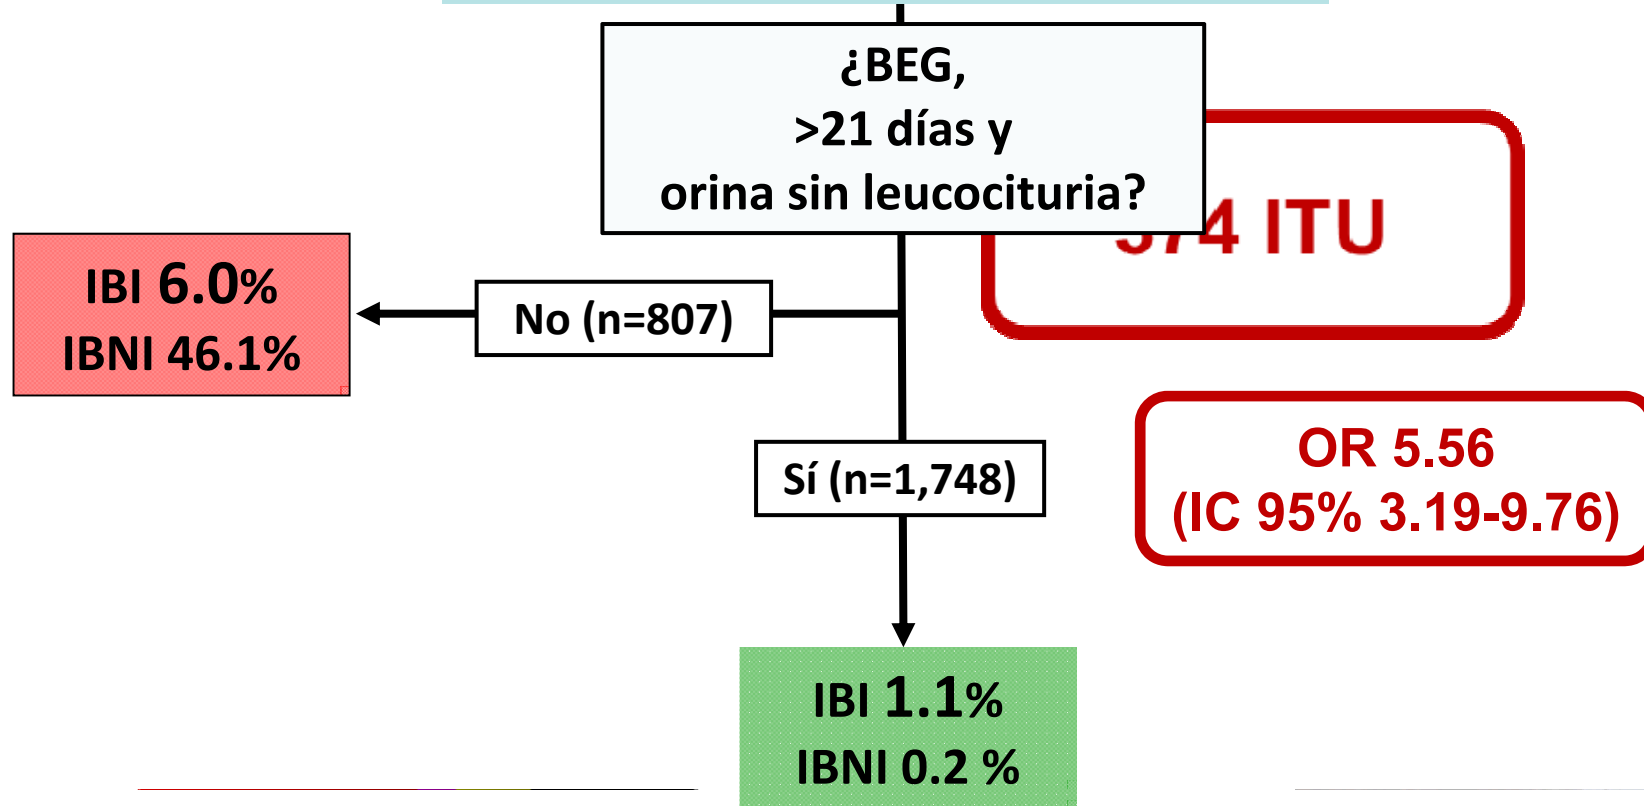 ¿BEG,
>21 días y
orina sin leucocituria?
ITU
IBI 6.0%
IBNI 46.1%
No (n=807)
Sí (n=1,748)
OR 5.56
(IC 95% 3.19-9.76)
IBI 1.1%
IBNI 0.2 %